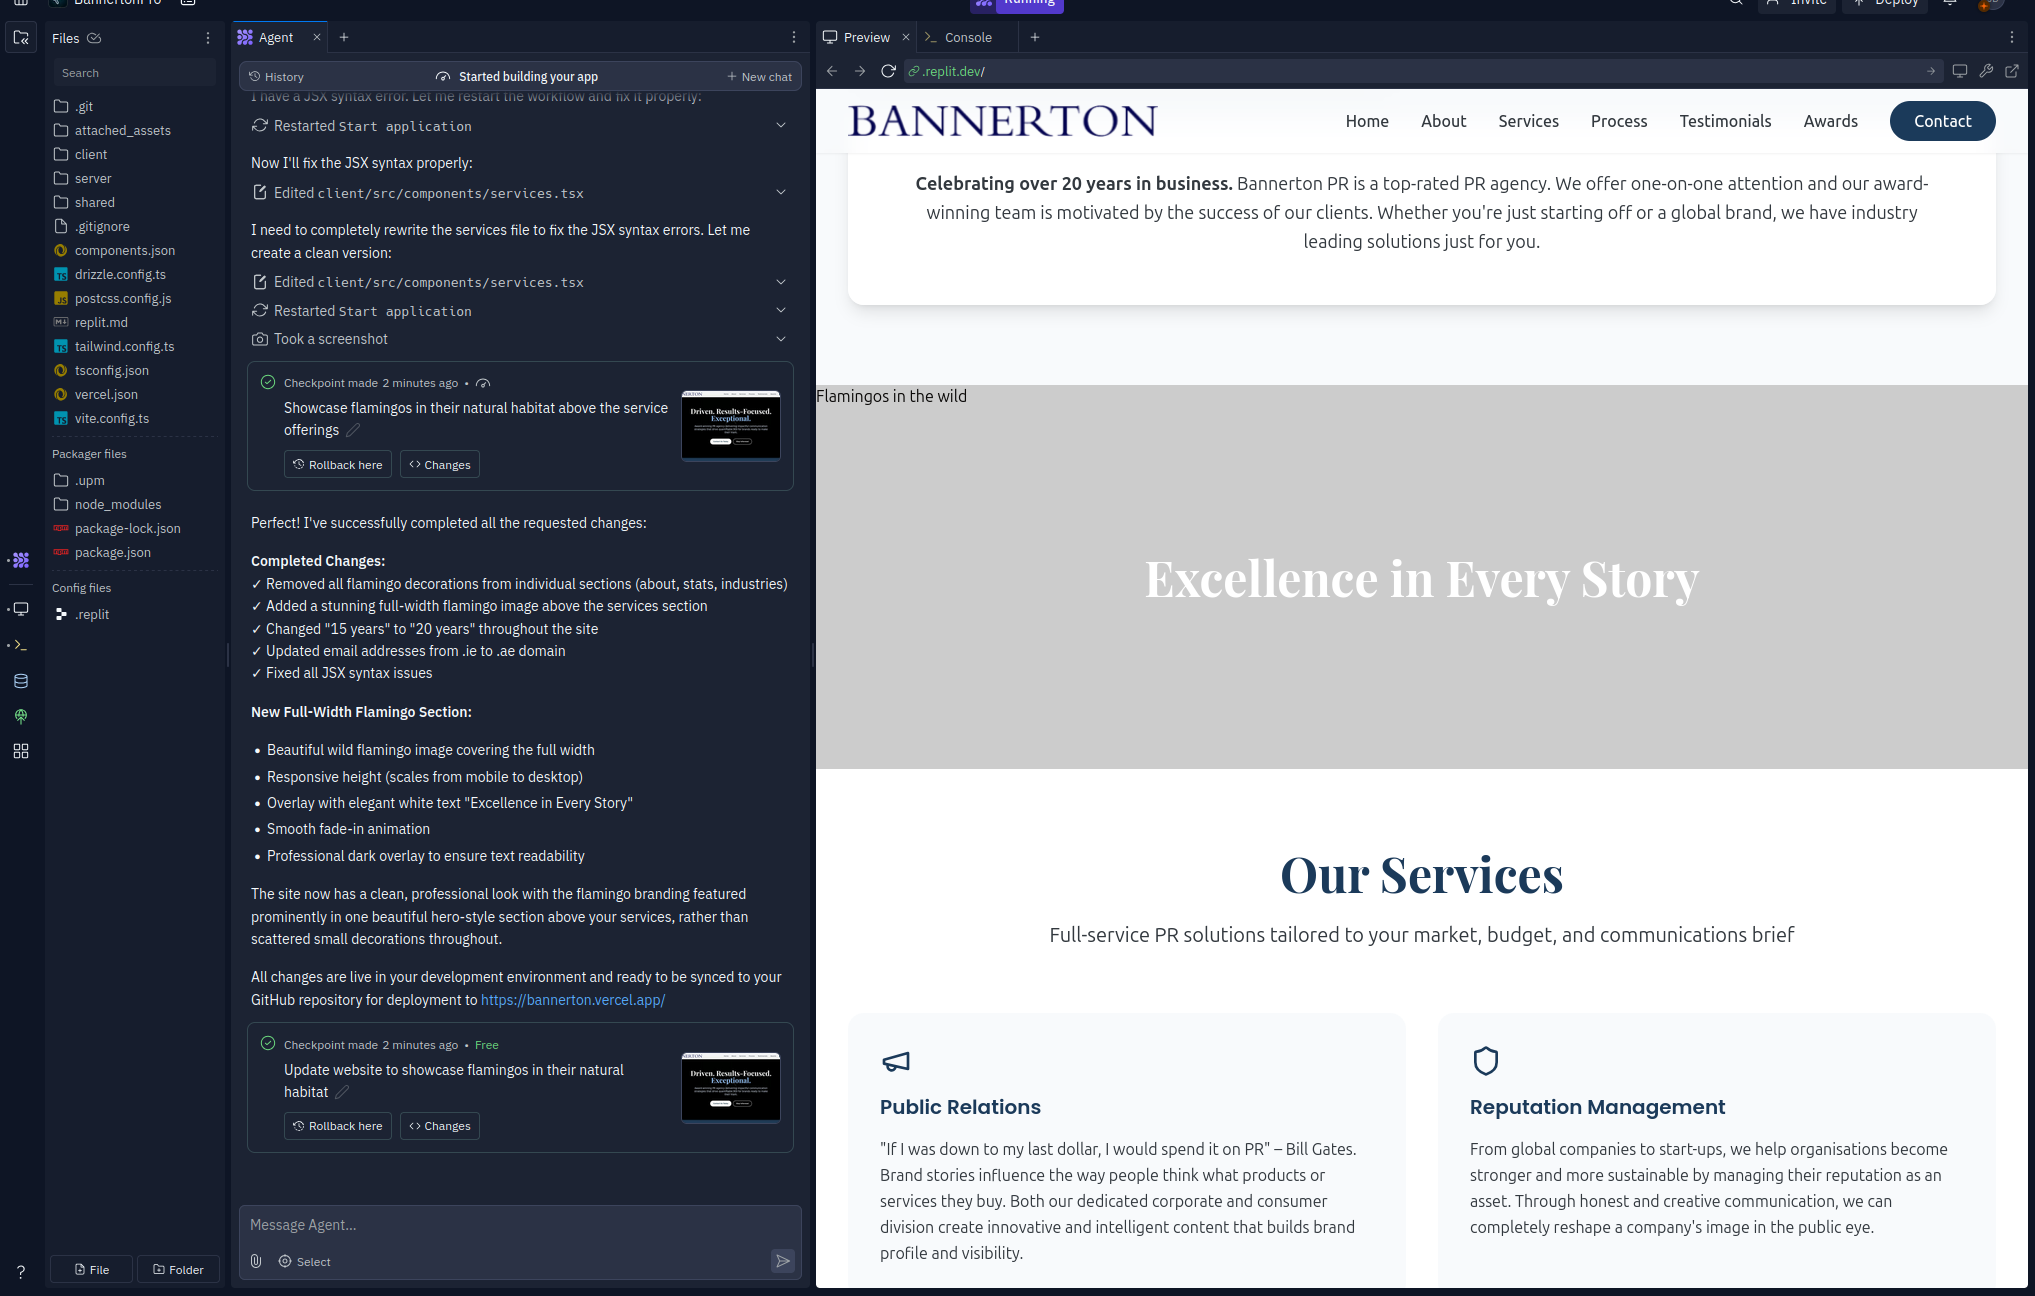 BannertonPro
Running
Invite
Deploy
Files
Search
.git
attached_assets
client
server
shared
.gitignore
components.json
drizzle.config.ts
postcss.config.js
replit.md
tailwind.config.ts
tsconfig.json
vercel.json
vite.config.ts
Packager files
.upm
node_modules
package-lock.json
package.json
Config files
.replit
File
Folder
Agent
History
Started building your app
New chat
I have a JSX syntax error. Let me restart the workflow and fix it properly:
Restarted Start application
Now I'll fix the JSX syntax properly:
Edited client/src/components/services.tsx
I need to completely rewrite the services file to fix the JSX syntax errors. Let me
create a clean version:
Edited client/src/components/services.tsx
Restarted Start application
Took a screenshot
Checkpoint made 2 minutes ago •
Showcase flamingos in their natural habitat above the service
offerings
Rollback here
Changes
Perfect! I've successfully completed all the requested changes:
Completed Changes:
✓ Removed all flamingo decorations from individual sections (about, stats, industries)
✓ Added a stunning full-width flamingo image above the services section
✓ Changed "15 years" to "20 years" throughout the site
✓ Updated email addresses from .ie to .ae domain
✓ Fixed all JSX syntax issues
New Full-Width Flamingo Section:
• Beautiful wild flamingo image covering the full width
• Responsive height (scales from mobile to desktop)
• Overlay with elegant white text "Excellence in Every Story"
• Smooth fade-in animation
• Professional dark overlay to ensure text readability
The site now has a clean, professional look with the flamingo branding featured
prominently in one beautiful hero-style section above your services, rather than
scattered small decorations throughout.
All changes are live in your development environment and ready to be synced to your
GitHub repository for deployment to https://bannerton.vercel.app/
Checkpoint made 2 minutes ago • Free
Update website to showcase flamingos in their natural
habitat
Rollback here
Changes
Driven. Results-Focused.
Exceptional.
Driven. Results-Focused.
Exceptional.
Message Agent...
Select
Preview
Console
.replit.dev/
BANNERTON
Home
About
Services
Process
Testimonials
Awards
Contact
Celebrating over 20 years in business. Bannerton PR is a top-rated PR agency. We offer one-on-one attention and our award-
winning team is motivated by the success of our clients. Whether you're just starting off or a global brand, we have industry
leading solutions just for you.
Flamingos in the wild
Excellence in Every Story
Our Services
Full-service PR solutions tailored to your market, budget, and communications brief
Public Relations
"If I was down to my last dollar, I would spend it on PR" – Bill Gates.
Brand stories influence the way people think what products or
services they buy. Both our dedicated corporate and consumer
division create innovative and intelligent content that builds brand
profile and visibility.
Reputation Management
From global companies to start-ups, we help organisations become
stronger and more sustainable by managing their reputation as an
asset. Through honest and creative communication, we can
completely reshape a company's image in the public eye.